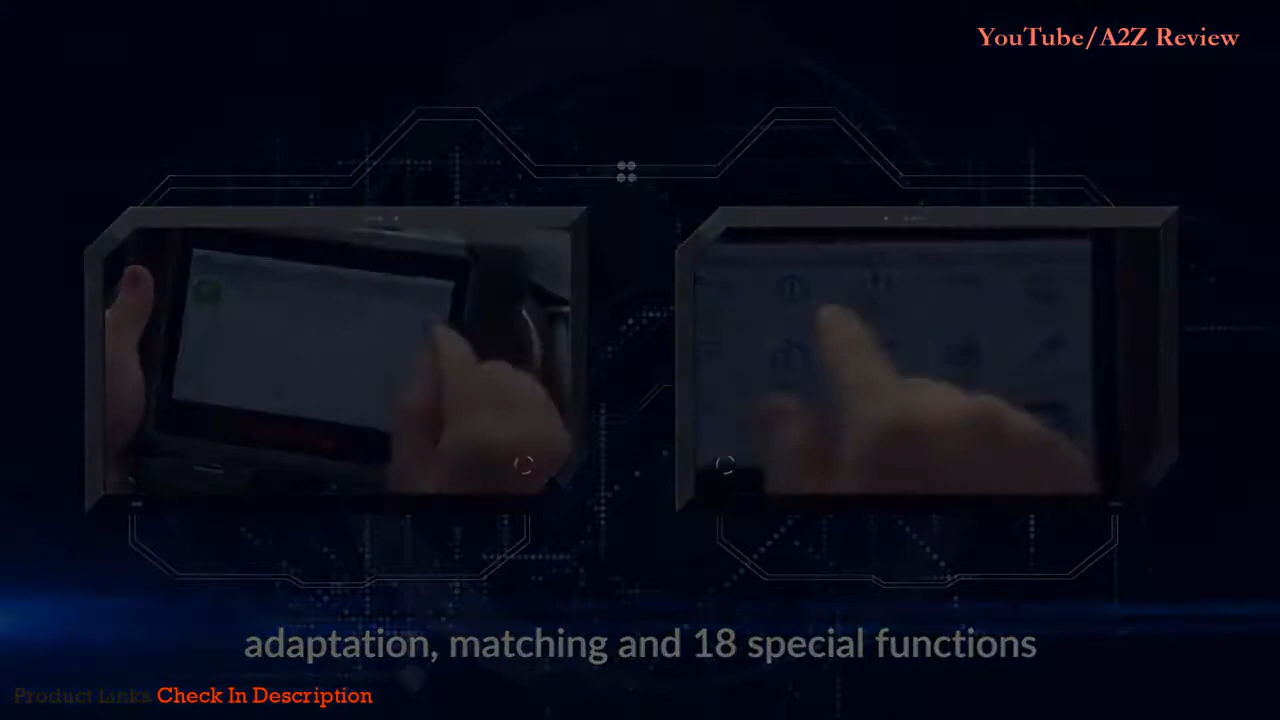 YouTube/A2Z Review
adaptation, matching and 18 special functions
Product Links Check In Description